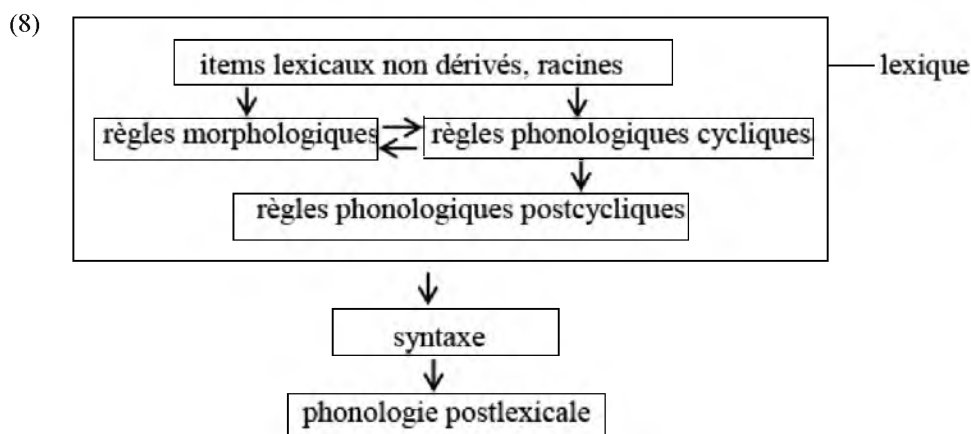 (8)
items lexicaux non dérivés, racines
lexique
règles morphologiques règles phonologiques cycliques
règles phonologiques postcycliques
syntaxe
phonologie postlexicale